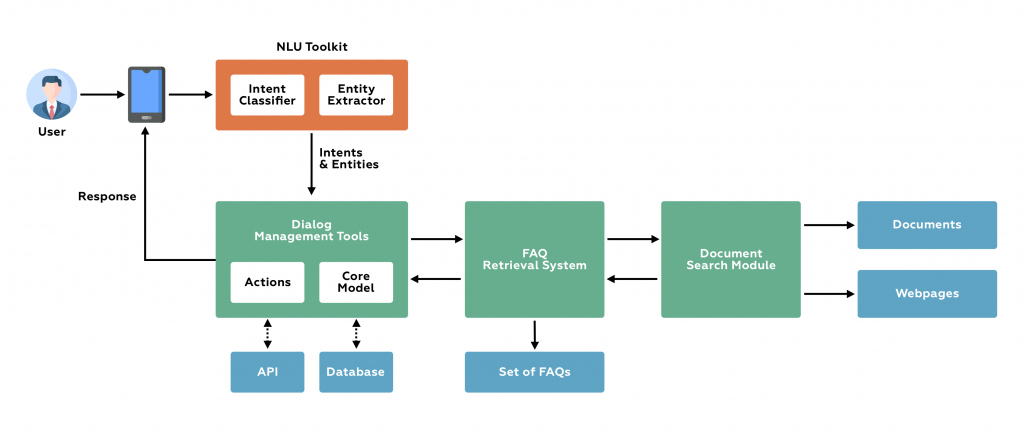 NLU Toolkit
Intent
Classifier
Entity
Extractor
User
Intents
& Entities
Response
Dialog
Management Tools
Actions
Core
Model
FAQ
Retrieval System
Document
Search Module
Documents
Webpages
API
Database
Set of FAQs